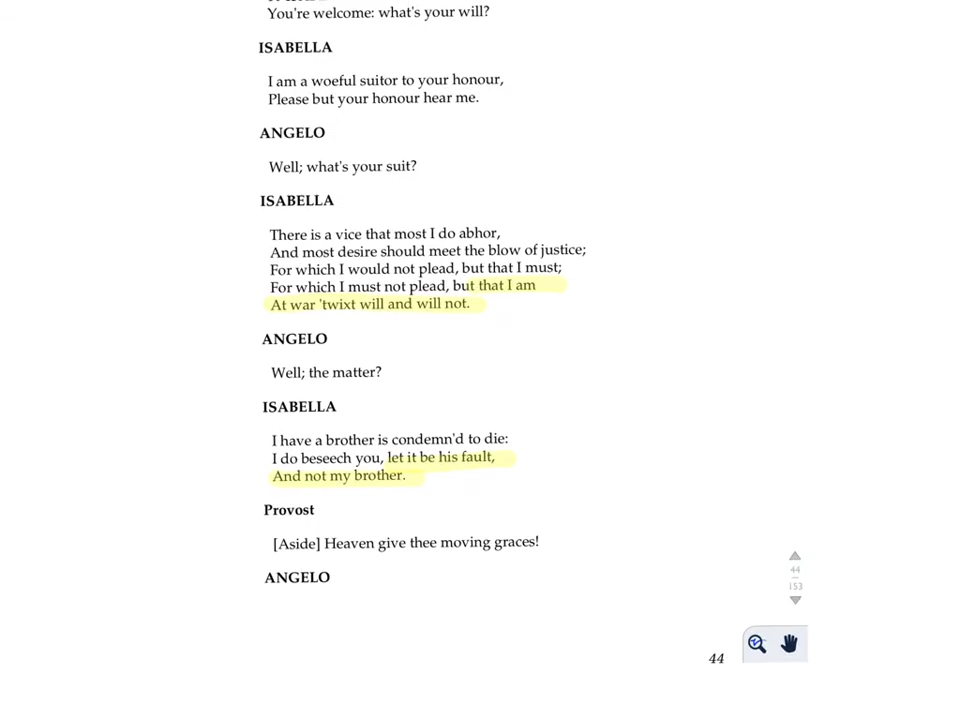 You're welcome: what's your will?
ISABELLA
I am a woeful suitor to your honour,
Please but your honour hear me.
ANGELO
Well; what's your suit?
ISABELLA
There is a vice that most I do abhor,
And most desire should meet the blow of justice;
For which I would not plead, but that I must;
For which I must not plead, but that I am
At war 'twixt will and will not.
ANGELO
Well; the matter?
ISABELLA
I have a brother is condemn'd to die:
I do beseech you, let it be his fault,
And not my brother.
Provost
[Aside] Heaven give thee moving graces!
ANGELO
44
153
44